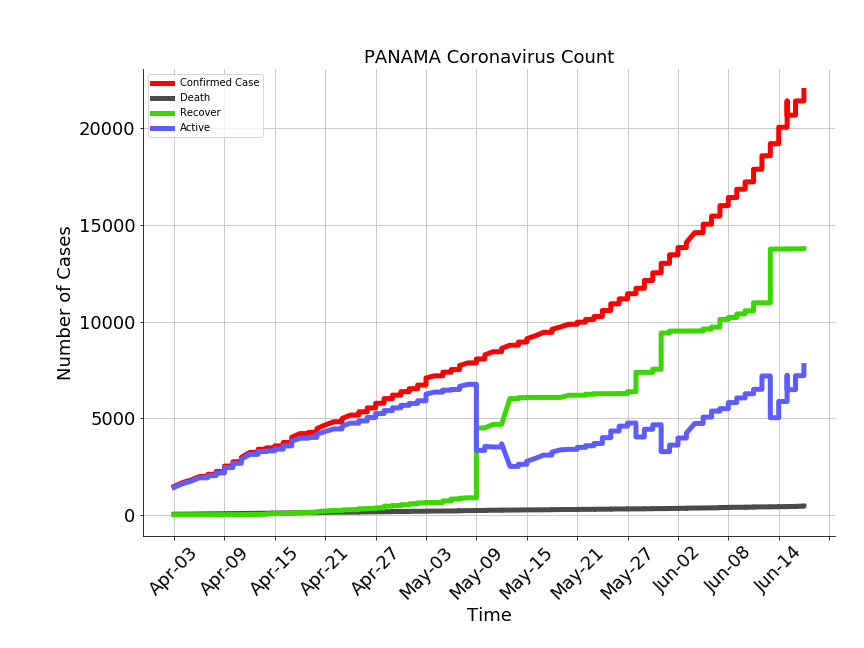 PANAMA Coronavirus Count
Confirmed Case
Death
Recover
Active
20000
15000
10000
5000
0
Number of Cases
Apr-03
Apr-09
Apr-15
Apr-21
Apr-27
May-03
May-09
May-15
May-21
May-27
Jun-02
Jun-08
Jun-14
Time